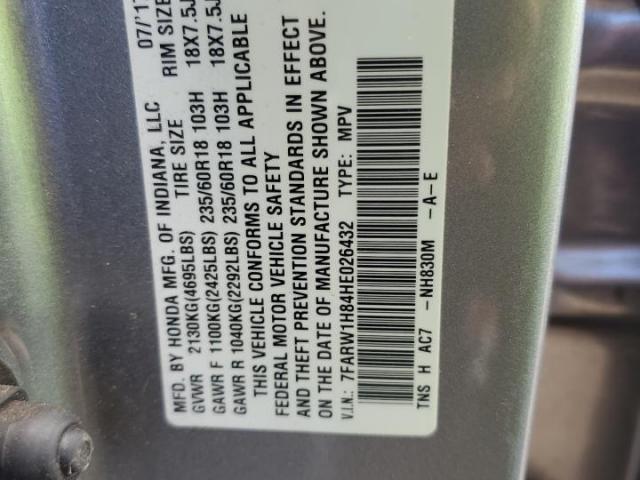 MFD. BY HONDA MFG. OF INDIANA, LLC 07/'17
GVWR 2130KG(4695LBS) TIRE SIZE RIM SIZE
GAWR F 1100KG(2425LBS) 235/60R18 103H 18X7.5J
GAWR R 1040KG(2292LBS) 235/60R18 103H 18X7.5J
THIS VEHICLE CONFORMS TO ALL APPLICABLE
FEDERAL MOTOR VEHICLE SAFETY
AND THEFT PREVENTION STANDARDS IN EFFECT
ON THE DATE OF MANUFACTURE SHOWN ABOVE.
V.I.N.: 7FARW1H84HE026432 TYPE: MPV
TNS H AC7 -NH830M -A-E